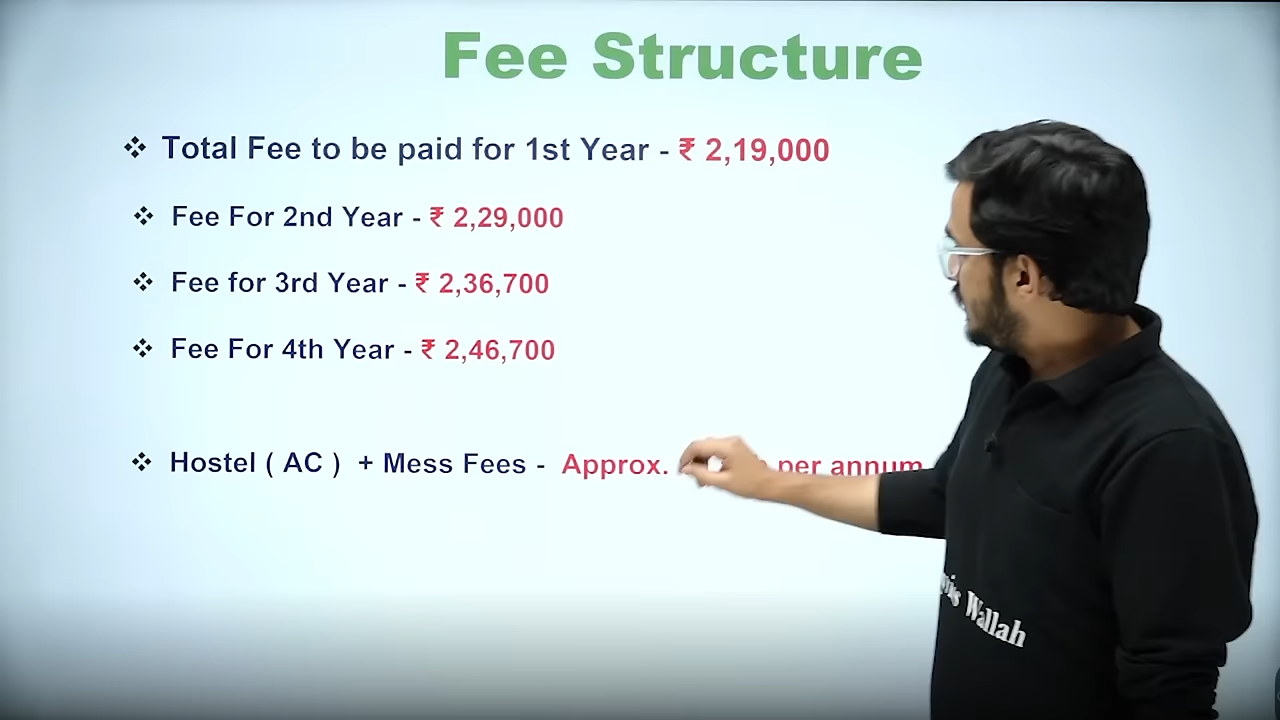 Fee Structure
❖ Total Fee to be paid for 1st Year - ₹ 2,19,000
❖ Fee For 2nd Year - ₹ 2,29,000
❖ Fee for 3rd Year - ₹ 2,36,700
❖ Fee For 4th Year - ₹ 2,46,700
❖ Hostel ( AC ) + Mess Fees - Approx. per annum
Wallah